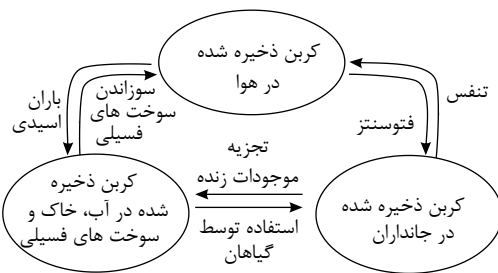 کربن ذخیره شده
در هوا
سوزاندن
سوخت های
فسیلی
باران
اسیدی
تنفس
فتوسنتز
تجزیه
موجودات زنده
استفاده توسط
گیاهان
کربن ذخیره
شده در آب، خاک و
سوخت های فسیلی
کربن ذخیره شده
در جانداران